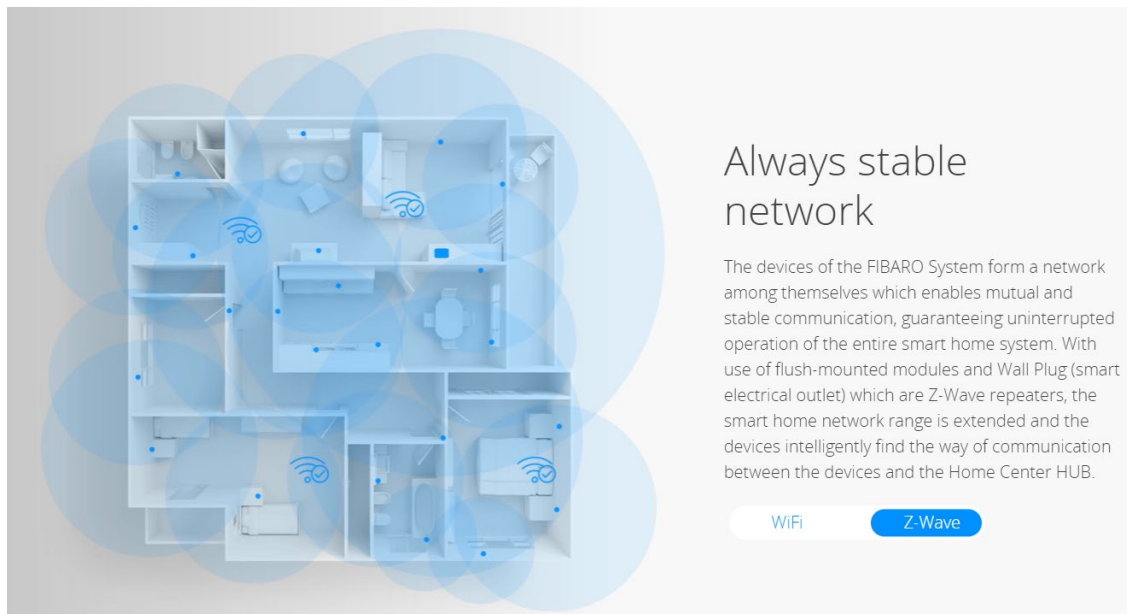 Always stable
network
The devices of the FIBARO System form a network
among themselves which enables mutual and
stable communication, guaranteeing uninterrupted
operation of the entire smart home system. With
use of flush-mounted modules and Wall Plug (smart
electrical outlet) which are Z-Wave repeaters, the
smart home network range is extended and the
devices intelligently find the way of communication
between the devices and the Home Center HUB.
WiFi Z-Wave